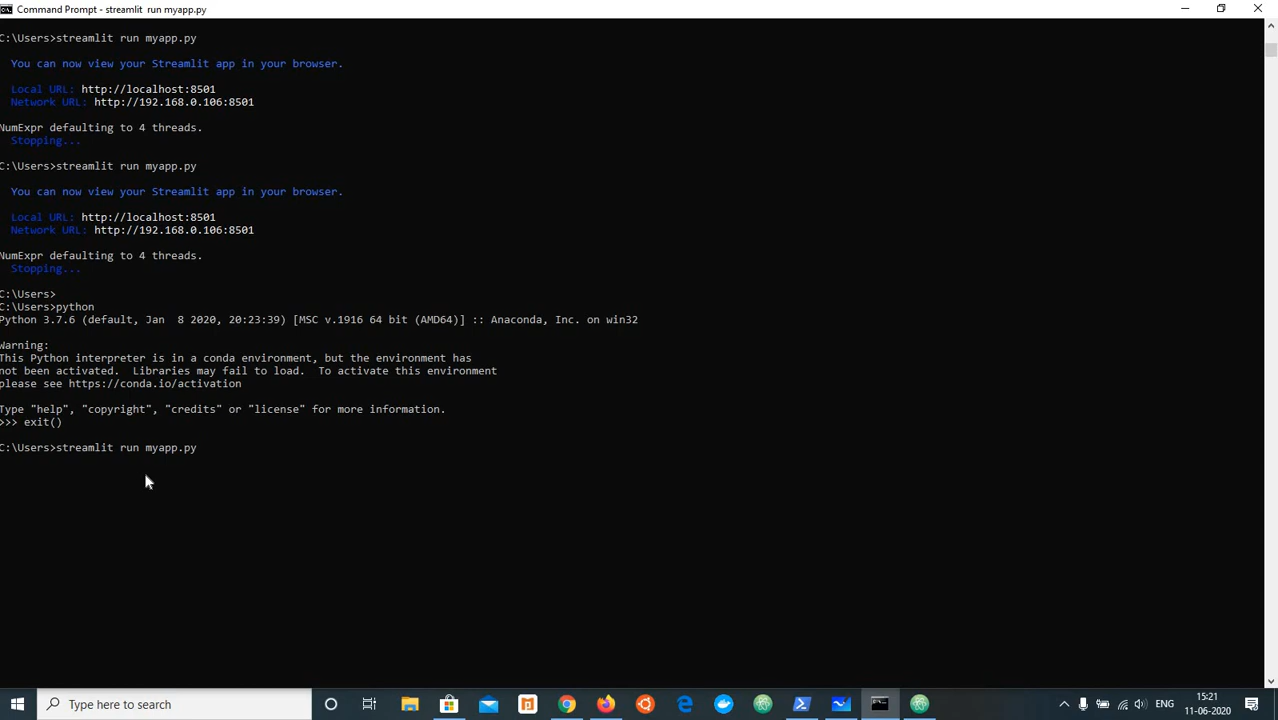 Command Prompt - streamlit run myapp.py
C:\Users>streamlit run myapp.py
You can now view your Streamlit app in your browser.
Local URL: http://localhost:8501
Network URL: http://192.168.0.106:8501
NumExpr defaulting to 4 threads.
Stopping...
C:\Users>streamlit run myapp.py
You can now view your Streamlit app in your browser.
Local URL: http://localhost:8501
Network URL: http://192.168.0.106:8501
NumExpr defaulting to 4 threads.
Stopping...
C:\Users>
C:\Users>python
Python 3.7.6 (default, Jan  8 2020, 20:23:39) [MSC v.1916 64 bit (AMD64)] :: Anaconda, Inc. on win32
Warning:
This Python interpreter is in a conda environment, but the environment has
not been activated.  Libraries may fail to load.  To activate this environment
please see https://conda.io/activation
Type "help", "copyright", "credits" or "license" for more information.
>>> exit()
C:\Users>streamlit run myapp.py
Type here to search
ENG
15:21
11-06-2020